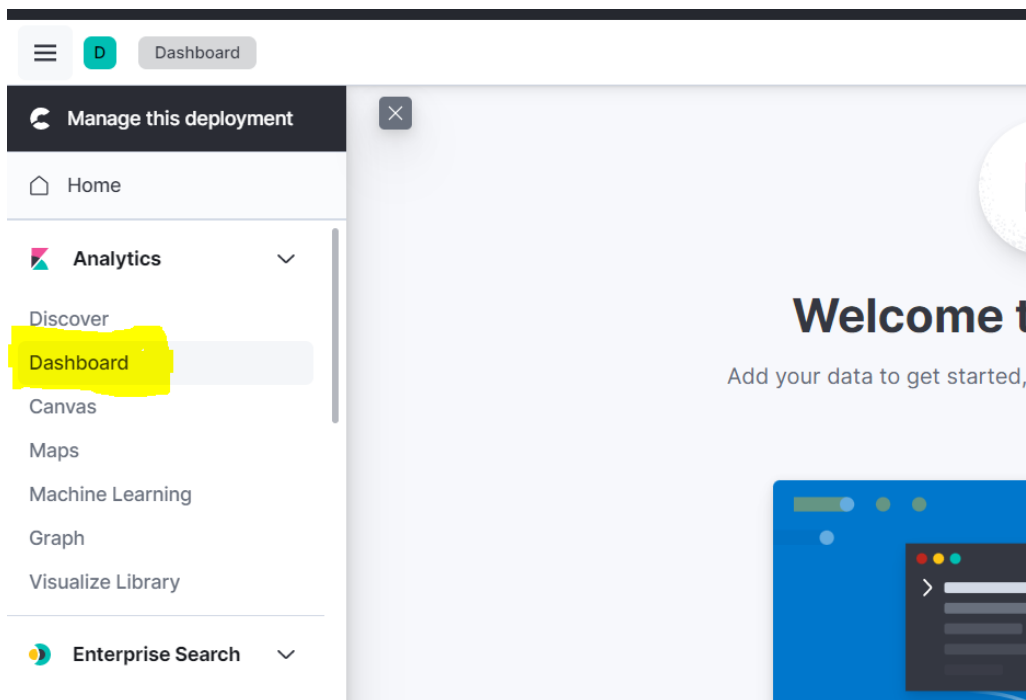 D Dashboard
Manage this deployment
Home
Analytics
Discover
Dashboard
Canvas
Maps
Machine Learning
Graph
Visualize Library
Enterprise Search
Welcome t
Add your data to get started,